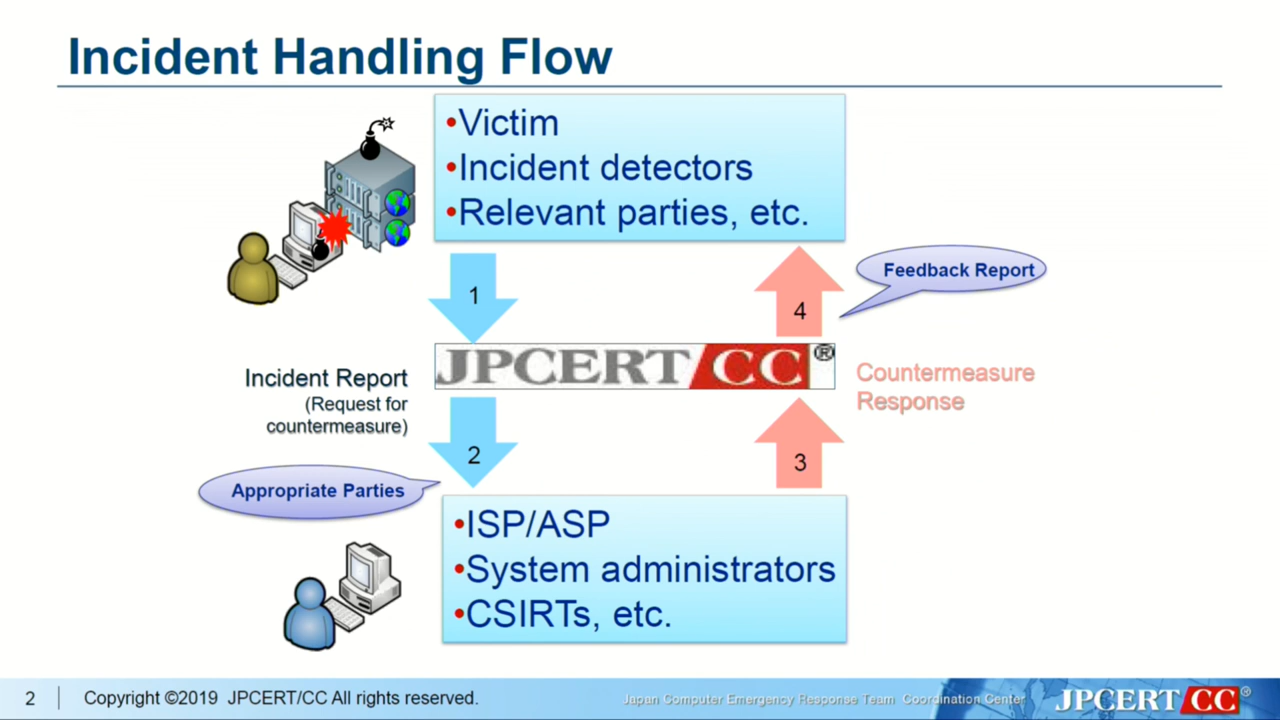 Incident Handling Flow
•Victim
•Incident detectors
•Relevant parties, etc.
1
4
Feedback Report
JPCERT/CC®
Incident Report
(Request for
countermeasure)
Countermeasure
Response
2
3
Appropriate Parties
•ISP/ASP
•System administrators
•CSIRTs, etc.
2
Copyright ©2019 JPCERT/CC All rights reserved.
Japan Computer Emergency Response Team Coordination Center
JPCERT/CC®